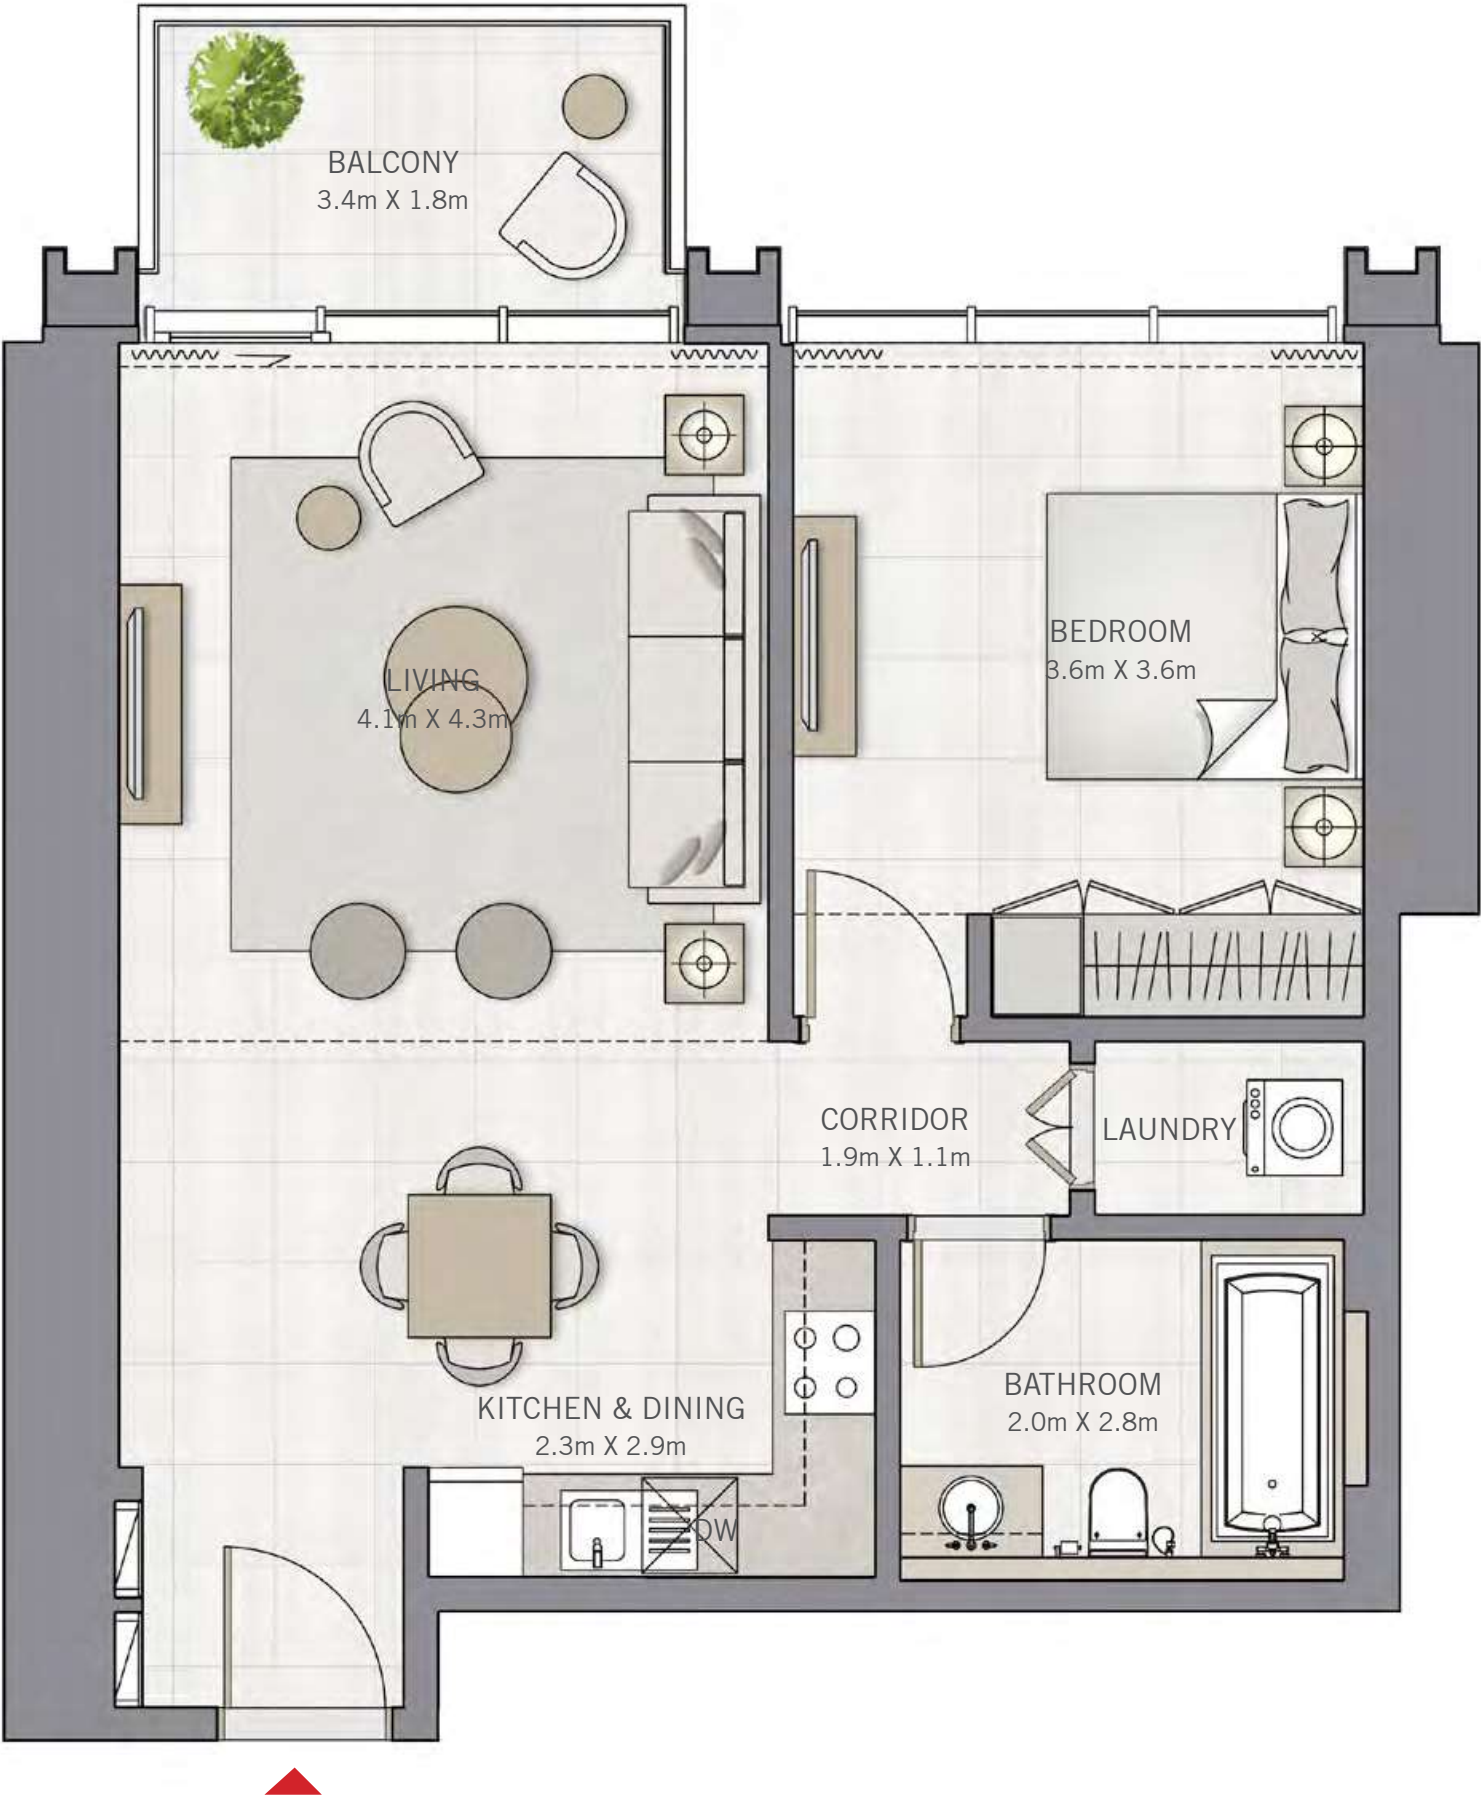 BALCONY
3.4m X 1.8m
BEDROOM
3.6m X 3.6m
LIVING
4.1m X 4.3m
CORRIDOR
1.9m X 1.1m
LAUNDRY
BATHROOM
2.0m X 2.8m
KITCHEN & DINING
2.3m X 2.9m
DW